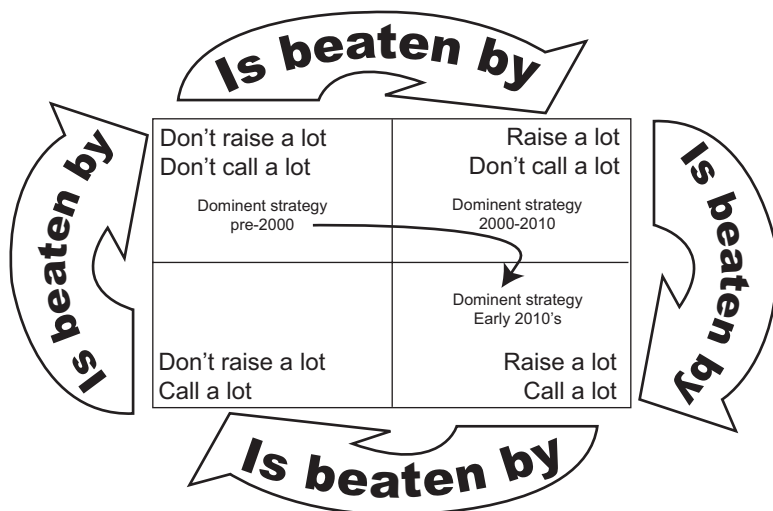 Is beaten by
Is beaten by
Don't raise a lot
Don't call a lot
Dominent strategy
pre-2000
Raise a lot
Don't call a lot
Dominent strategy
2000-2010
Is beaten by
Don't raise a lot
Call a lot
Dominent strategy
Early 2010's
Raise a lot
Call a lot
Is beaten by